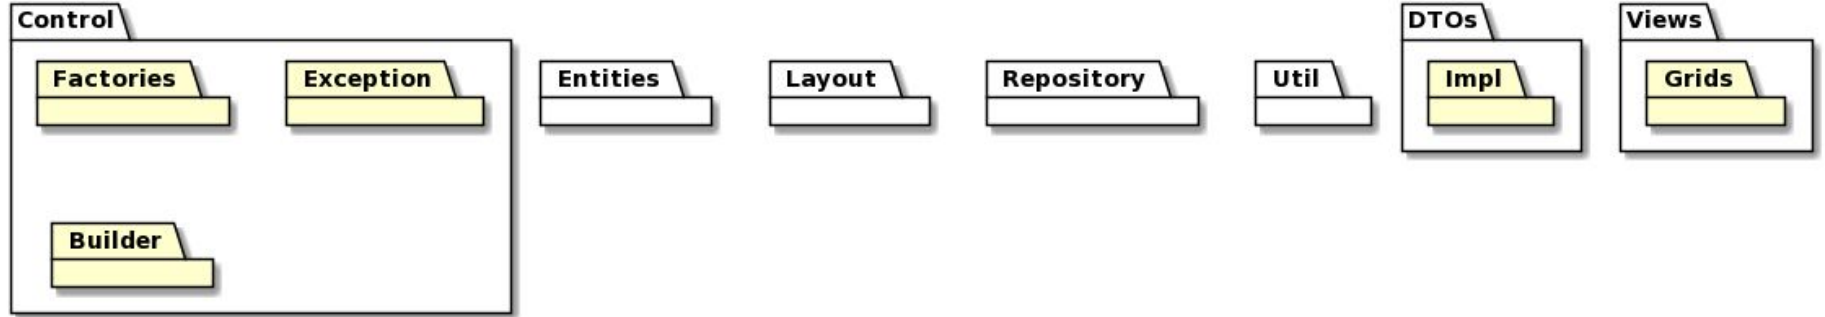 Control
DTOs
Views
Factories
Exception
Entities
Layout
Repository
Util
Impl
Grids
Builder